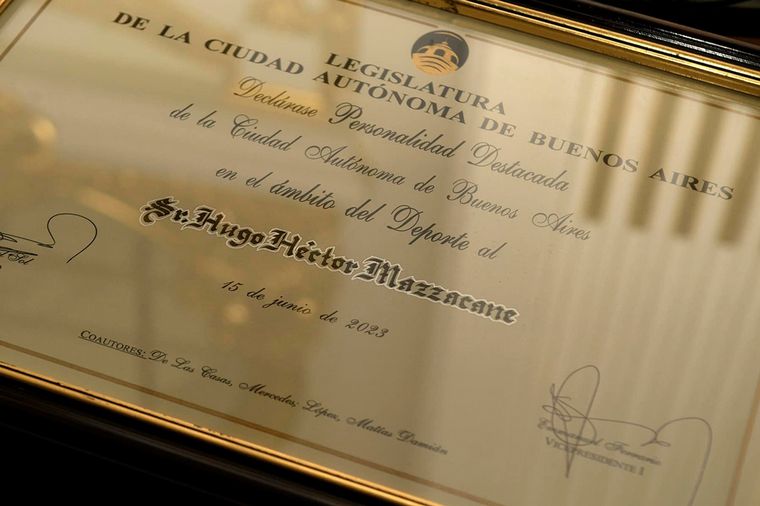 LEGISLATURA
DE LA CIUDAD AUTÓNOMA DE BUENOS AIRES
Declárase Personalidad Destacada
de la Ciudad Autónoma de Buenos Aires
en el ámbito del Deporte al
Sr. Hugo Héctor Mazzacane
15 de junio de 2023
COAUTORES: De Las Casas, Mercedes; López, Matías Damián
Emmanuel Ferrario
VICEPRESIDENTE I